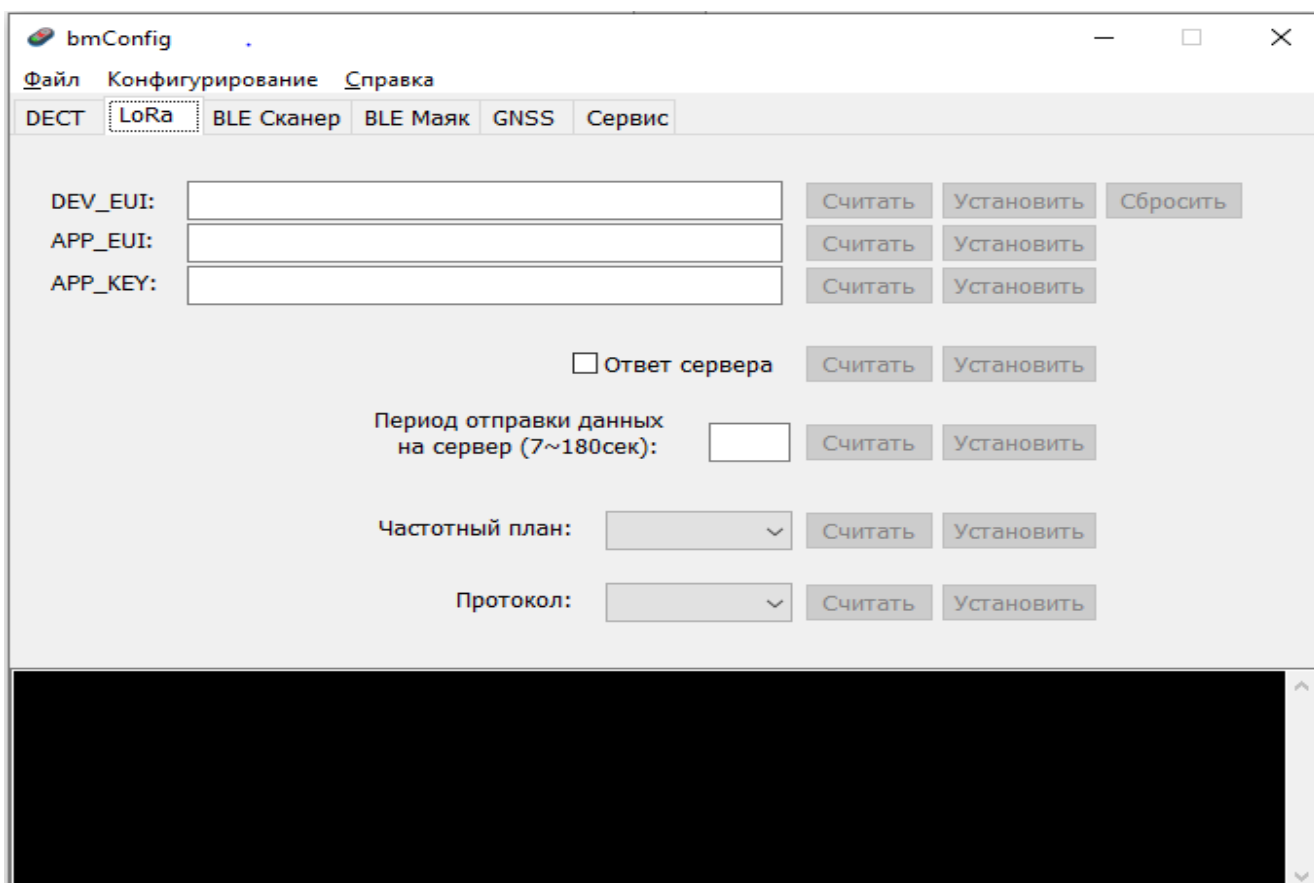 bmConfig
Файл Конфигурирование Справка
DECT LoRa BLE Сканер BLE Маяк GNSS Сервис
DEV_EUI: Считать Установить Сбросить
APP_EUI: Считать Установить
APP_KEY: Считать Установить
Ответ сервера Считать Установить
Период отправки данных
на сервер (7~180сек): Считать Установить
Частотный план: Считать Установить
Протокол: Считать Установить